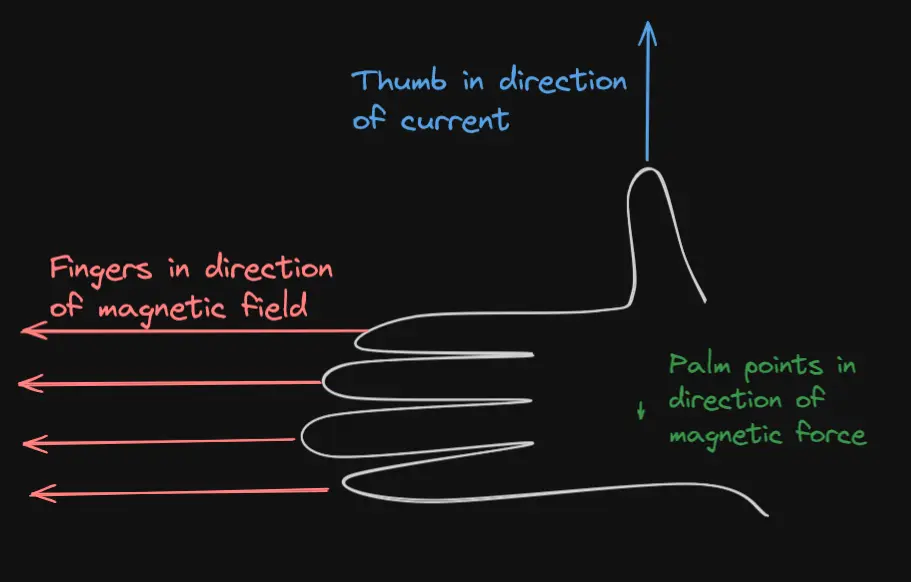 Thumb in direction
of current
Fingers in direction
of magnetic field
Palm points in
direction of
magnetic force